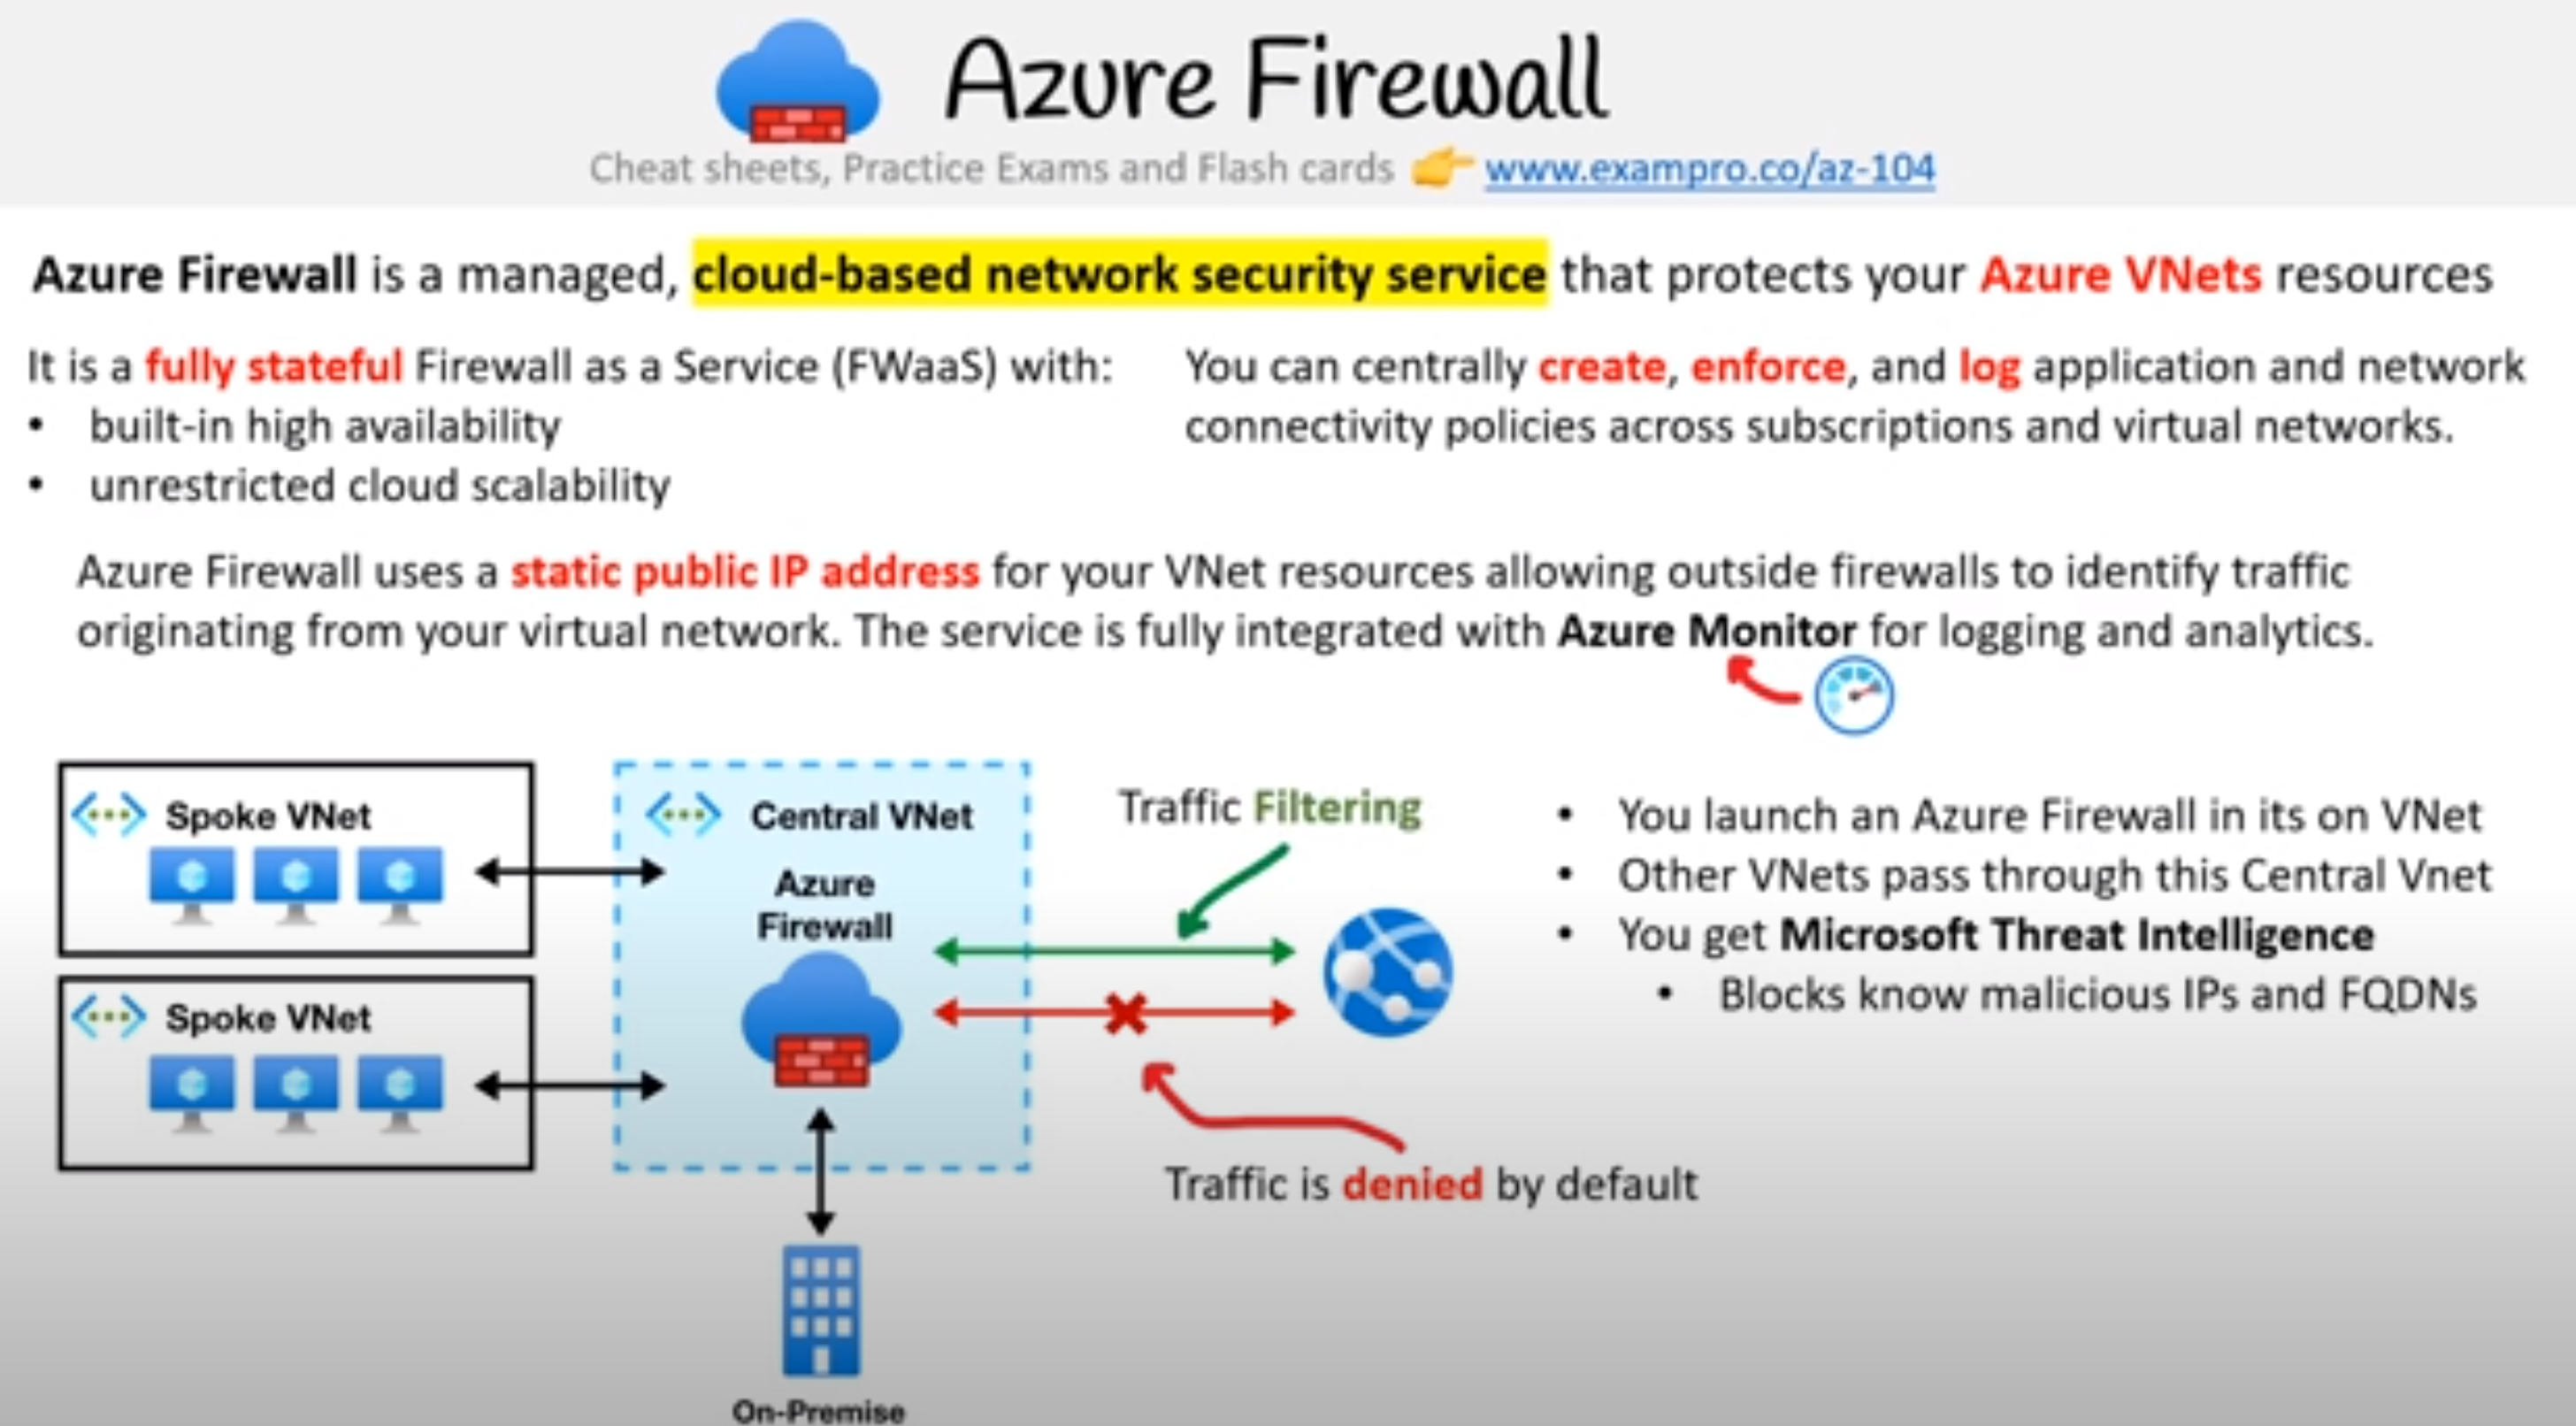 Azure Firewall
Cheat sheets, Practice Exams and Flash cards 👉 www.exampro.co/az-104
Azure Firewall is a managed, cloud-based network security service that protects your Azure VNets resources
It is a fully stateful Firewall as a Service (FWaaS) with:
• built-in high availability
• unrestricted cloud scalability
You can centrally create, enforce, and log application and network
connectivity policies across subscriptions and virtual networks.
Azure Firewall uses a static public IP address for your VNet resources allowing outside firewalls to identify traffic
originating from your virtual network. The service is fully integrated with Azure Monitor for logging and analytics.
Spoke VNet
Spoke VNet
Central VNet
Azure
Firewall
On-Premise
Traffic Filtering
Traffic is denied by default
• You launch an Azure Firewall in its on VNet
• Other VNets pass through this Central Vnet
• You get Microsoft Threat Intelligence
• Blocks know malicious IPs and FQDNs